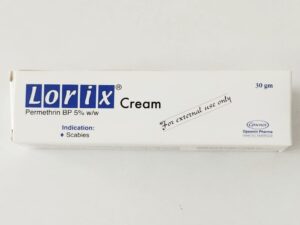 Lorix® Cream
Permethrin BP 5% w/w
Indication:
♦ Scabies
For external use only
30 gm
Opsonin Pharma